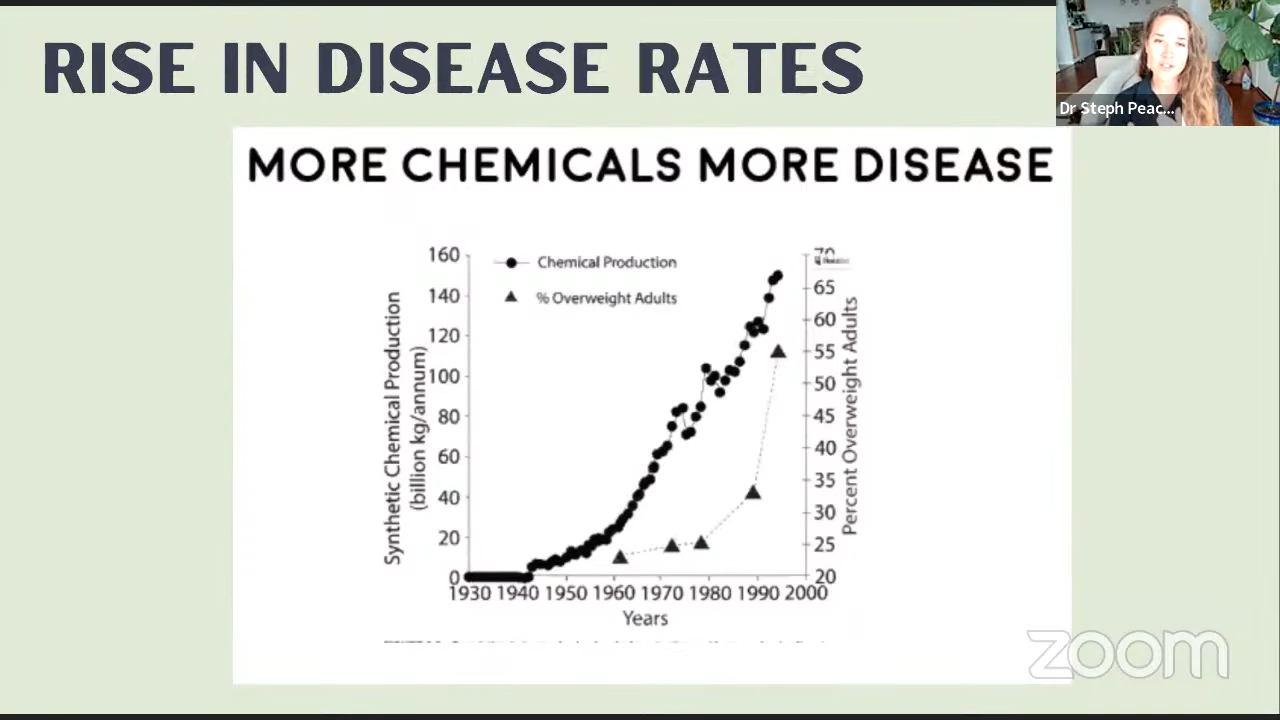 RISE IN DISEASE RATES
Dr Steph Peac...
MORE CHEMICALS MORE DISEASE
Chemical Production
% Overweight Adults
Synthetic Chemical Production
(billion kg/annum)
160
140
120
100
80
60
40
20
0
70
65
60
55
50
45
40
35
30
25
20
Percent Overweight Adults
1930 1940 1950 1960 1970 1980 1990 2000
Years
zoom